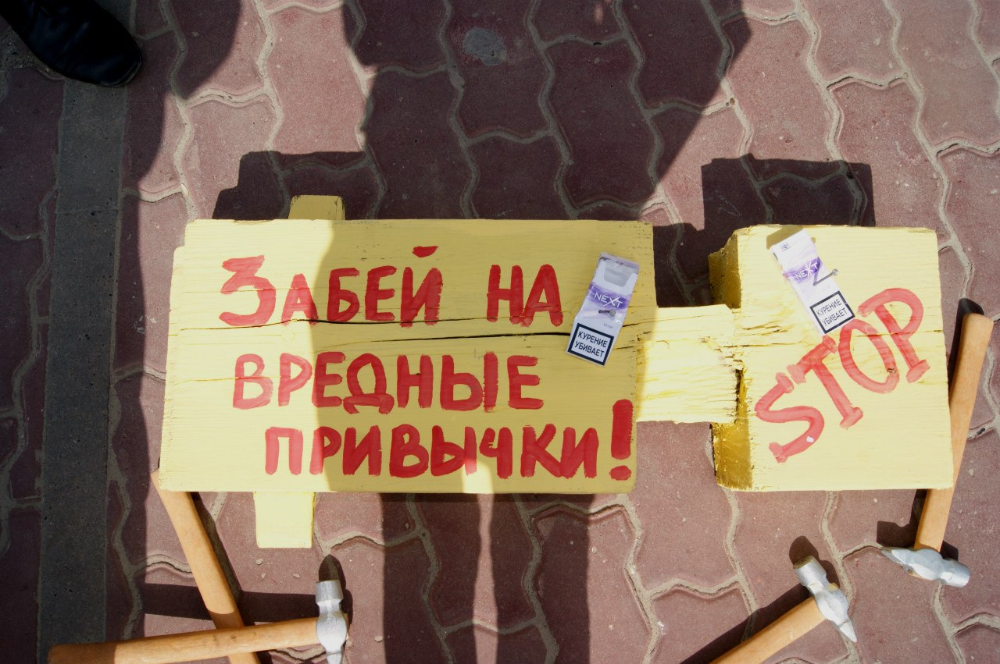 ЗАБЕЙ НА
ВРЕДНЫЕ
ПРИВЫЧКИ!
NEXT
КУРЕНИЕ
УБИВАЕТ
NEXT
КУРЕНИЕ
УБИВАЕТ
STOP